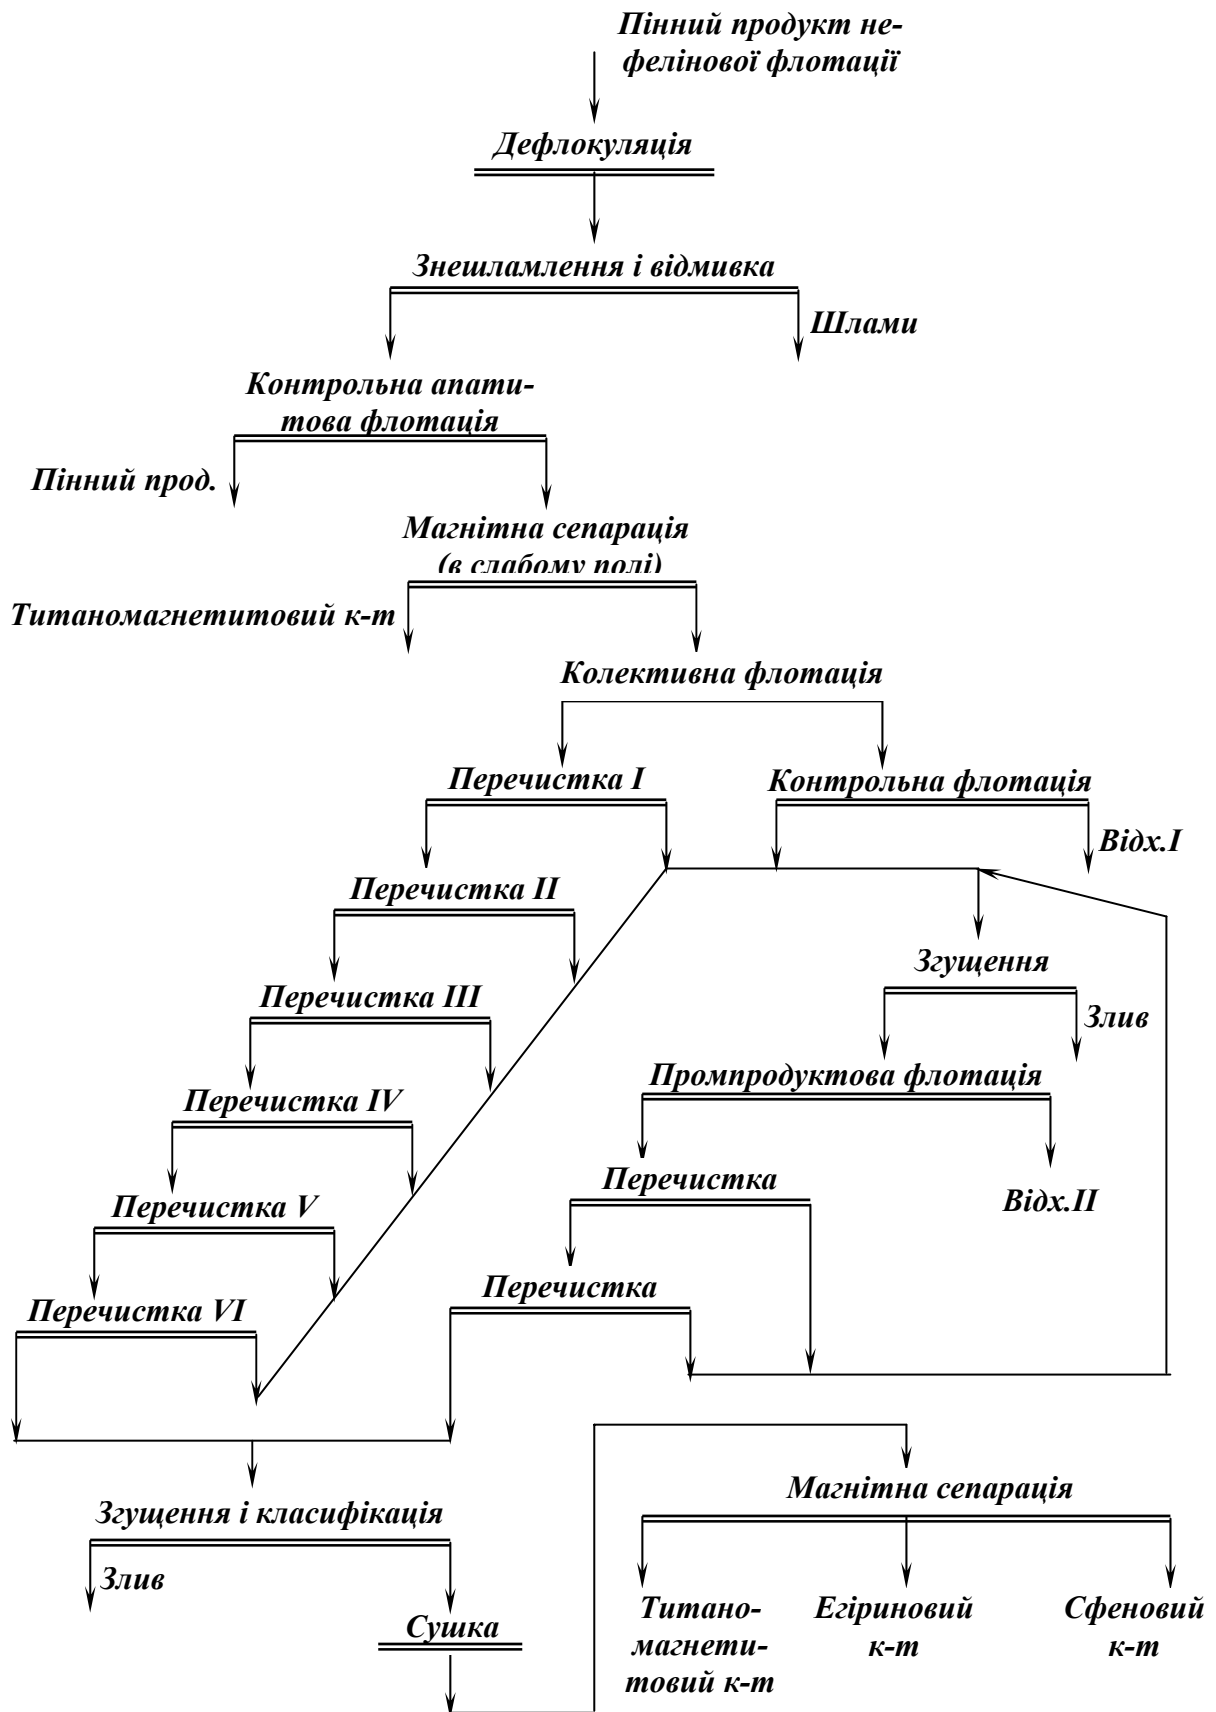 Пінний продукт не-
фелінової флотації
Дефлокуляція
Знешламлення і відмивка
Шлами
Контрольна апати-
това флотація
Пінний прод.
Магнітна сепарація
(в слабому полі)
Титаномагнетитовий к-т
Колективна флотація
Перечистка I
Контрольна флотація
Відх.I
Перечистка II
Згущення
Перечистка III
Злив
Промпродуктова флотація
Перечистка IV
Перечистка
Відх.II
Перечистка V
Перечистка
Перечистка VI
Магнітна сепарація
Згущення і класифікація
Злив
Сушка
Титано-
магнети-
товий к-т
Егіриновий
к-т
Сфеновий
к-т